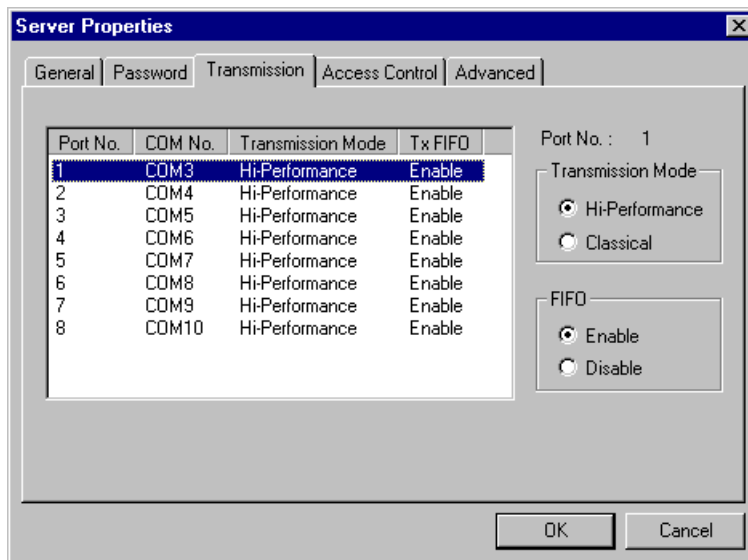 Server Properties
General Password Transmission Access Control Advanced
Port No. COM No. Transmission Mode Tx FIFO
1 COM3 Hi-Performance Enable
2 COM4 Hi-Performance Enable
3 COM5 Hi-Performance Enable
4 COM6 Hi-Performance Enable
5 COM7 Hi-Performance Enable
6 COM8 Hi-Performance Enable
7 COM9 Hi-Performance Enable
8 COM10 Hi-Performance Enable
Port No. : 1
Transmission Mode
Hi-Performance
Classical
FIFO
Enable
Disable
OK Cancel